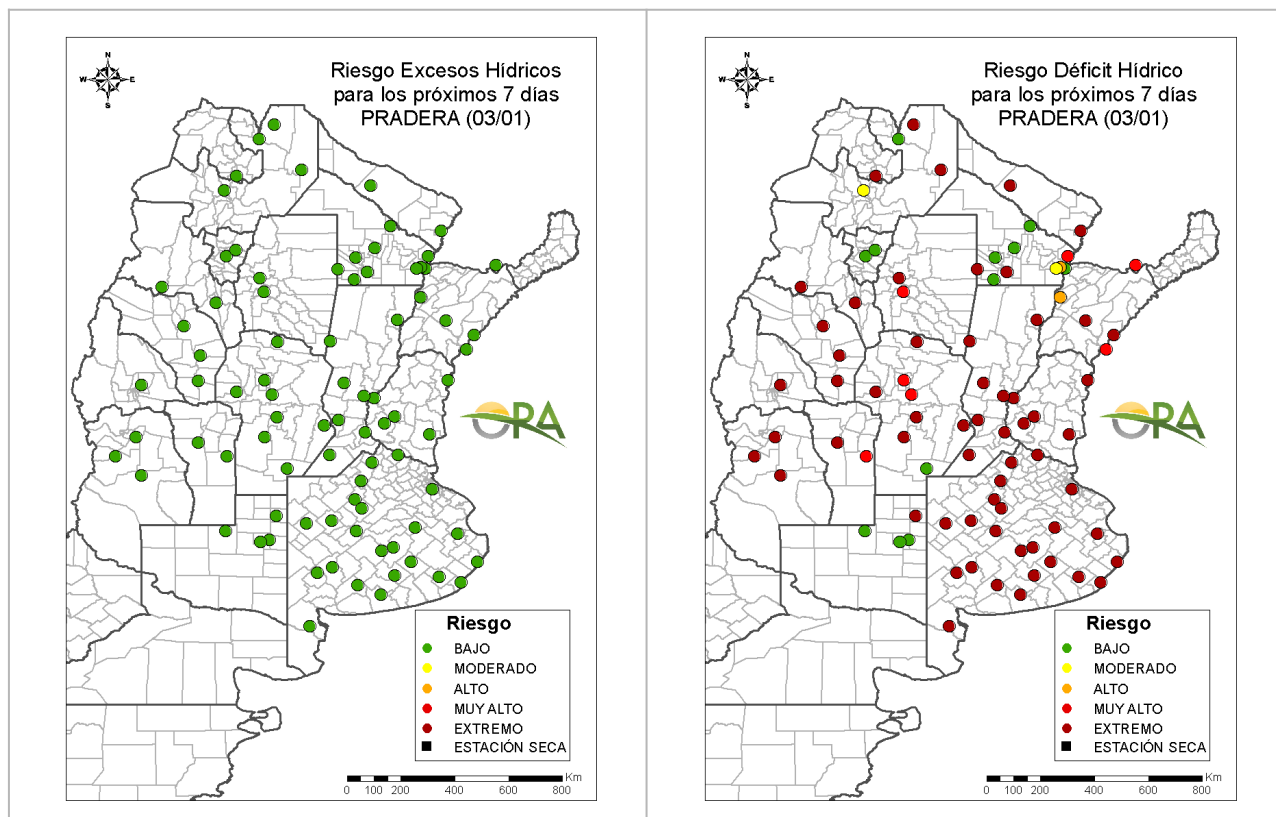 N
W E
S
Riesgo Excesos Hídricos
para los próximos 7 días
PRADERA (03/01)
ORA
Riesgo
BAJO
MODERADO
ALTO
MUY ALTO
EXTREMO
ESTACIÓN SECA
Km
0 100 200 400 600 800
N
W E
S
Riesgo Déficit Hídrico
para los próximos 7 días
PRADERA (03/01)
ORA
Riesgo
BAJO
MODERADO
ALTO
MUY ALTO
EXTREMO
ESTACIÓN SECA
Km
0 100 200 400 600 800